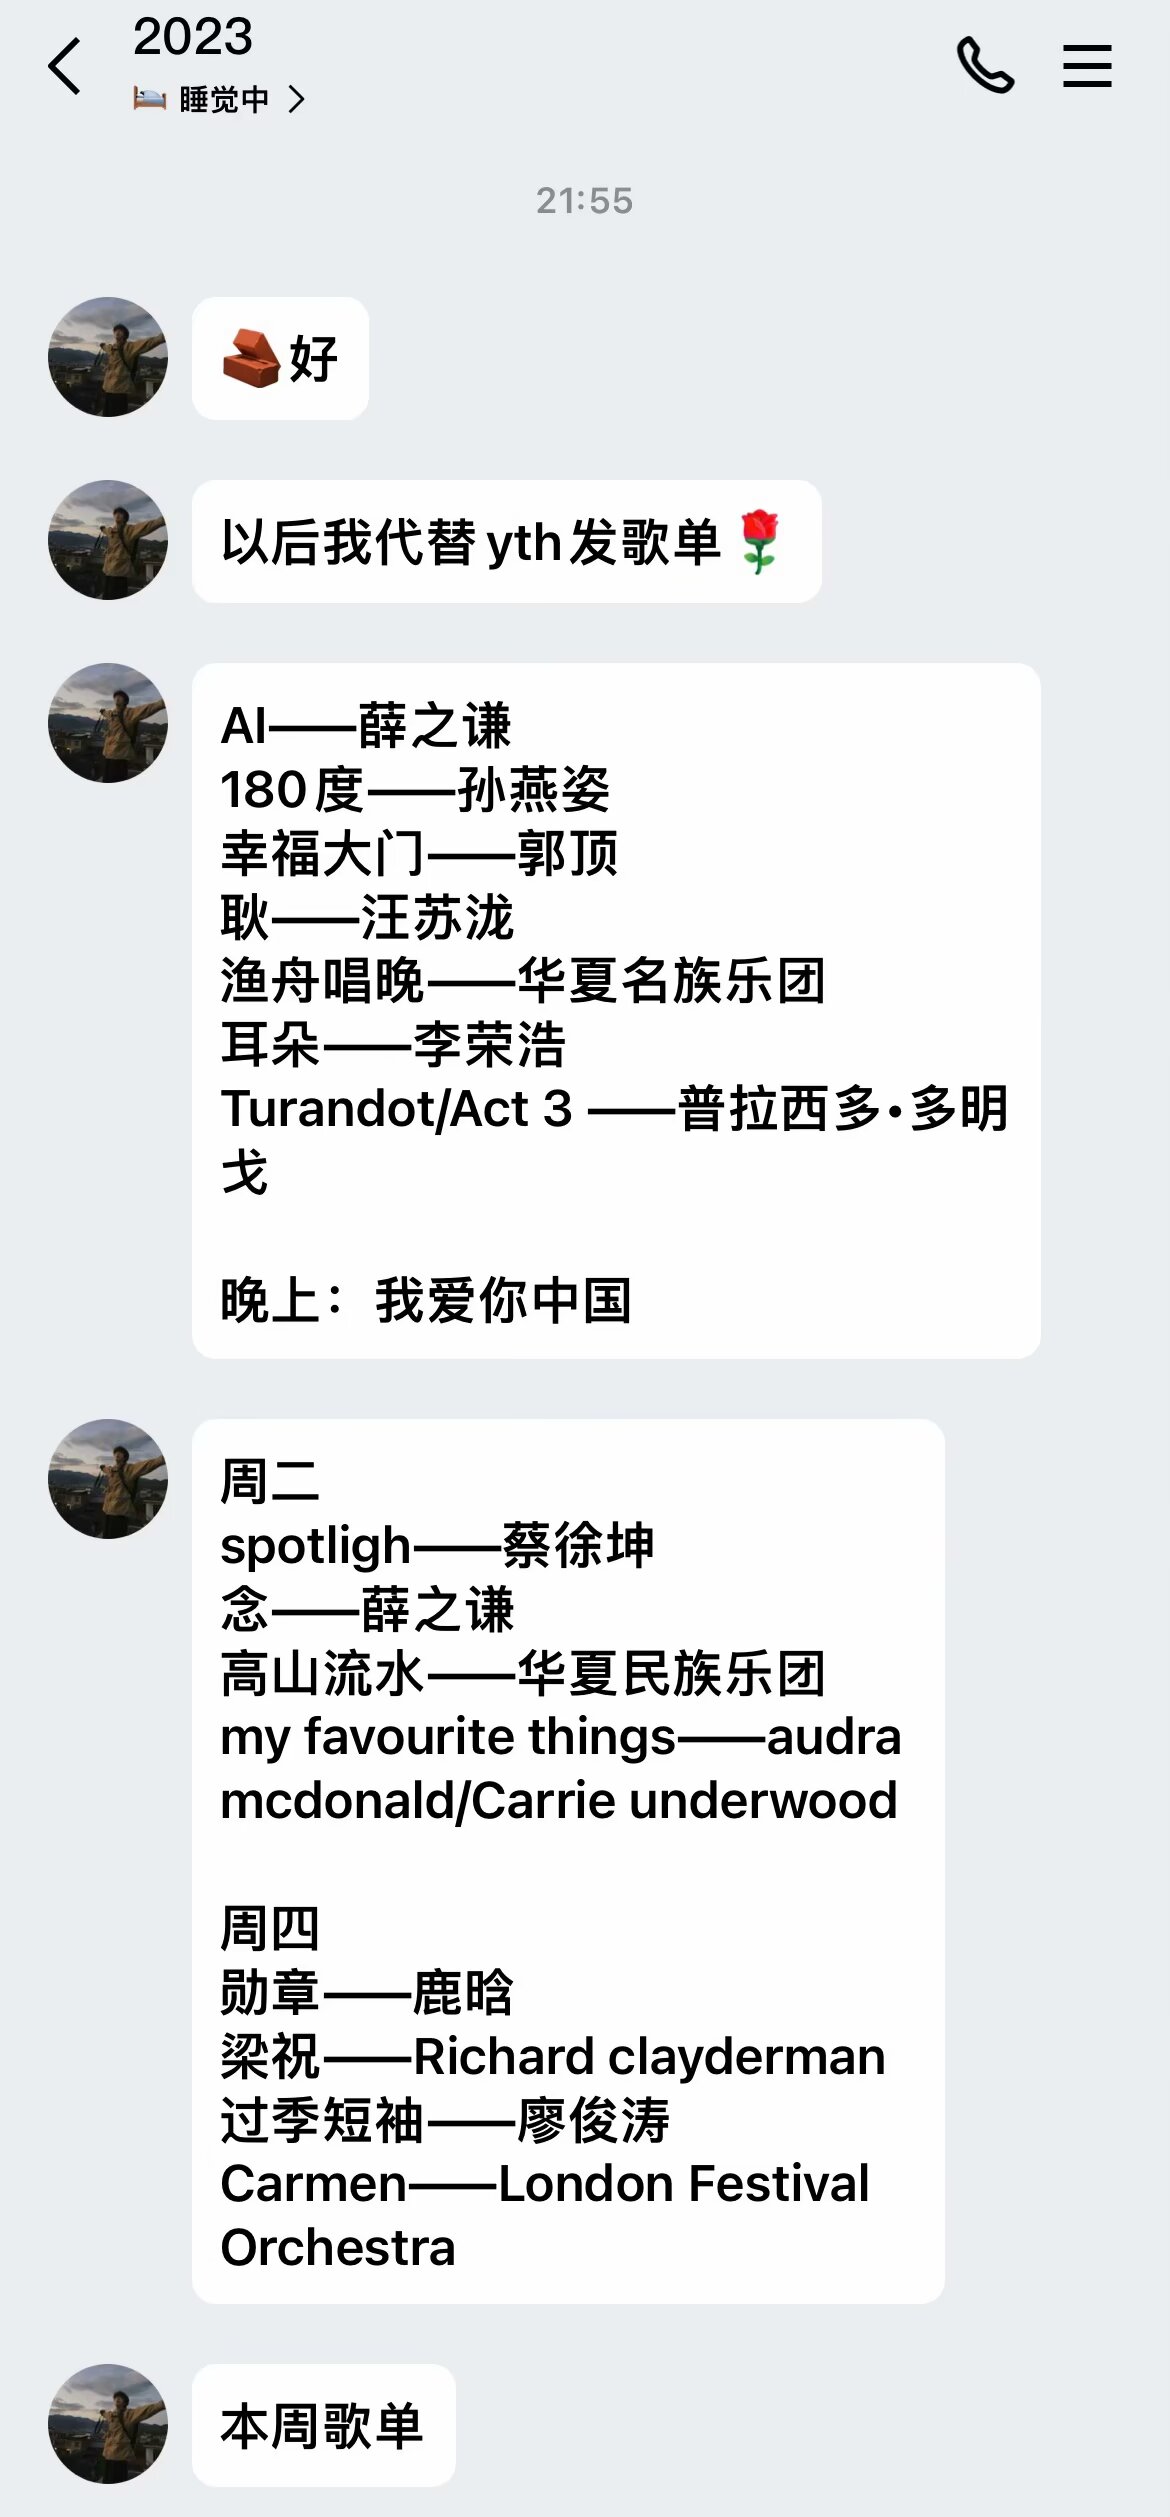 2023
睡觉中
21:55
🧱好
以后我代替yth发歌单🌹
AI——薛之谦
180度——孙燕姿
幸福大门——郭顶
耿——汪苏泷
渔舟唱晚——华夏名族乐团
耳朵——李荣浩
Turandot/Act 3 ——普拉西多•多明
戈
晚上：我爱你中国
周二
spotligh——蔡徐坤
念——薛之谦
高山流水——华夏民族乐团
my favourite things——audra
mcdonald/Carrie underwood
周四
勋章——鹿晗
梁祝——Richard clayderman
过季短袖——廖俊涛
Carmen——London Festival
Orchestra
本周歌单